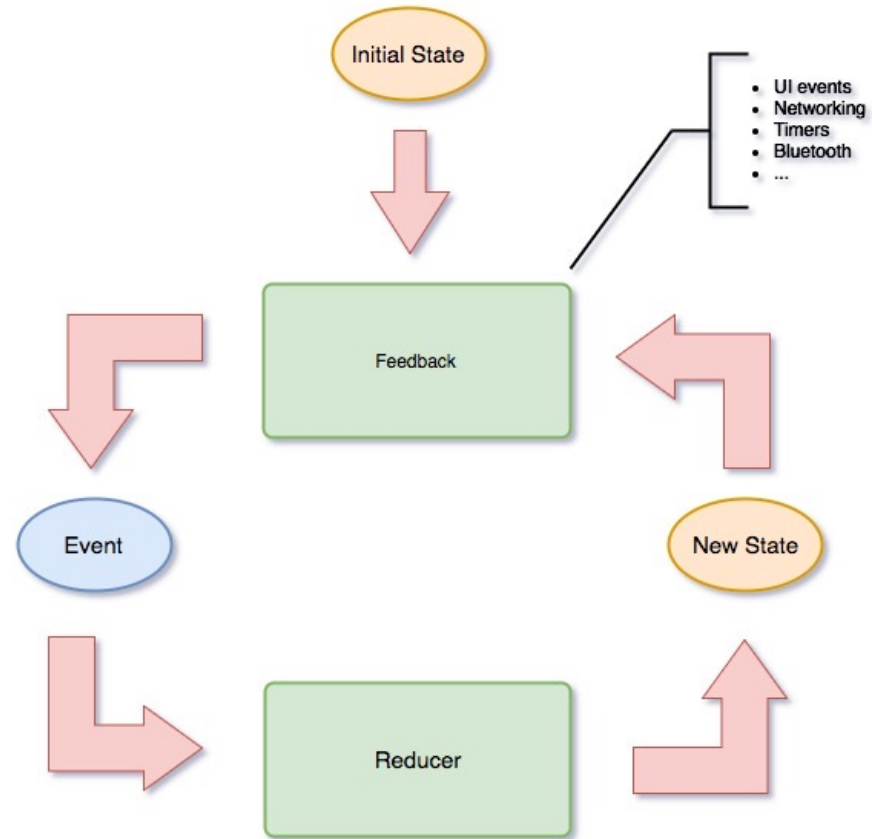 Initial State
• UI events
• Networking
• Timers
• Bluetooth
• ...
Feedback
Event
New State
Reducer